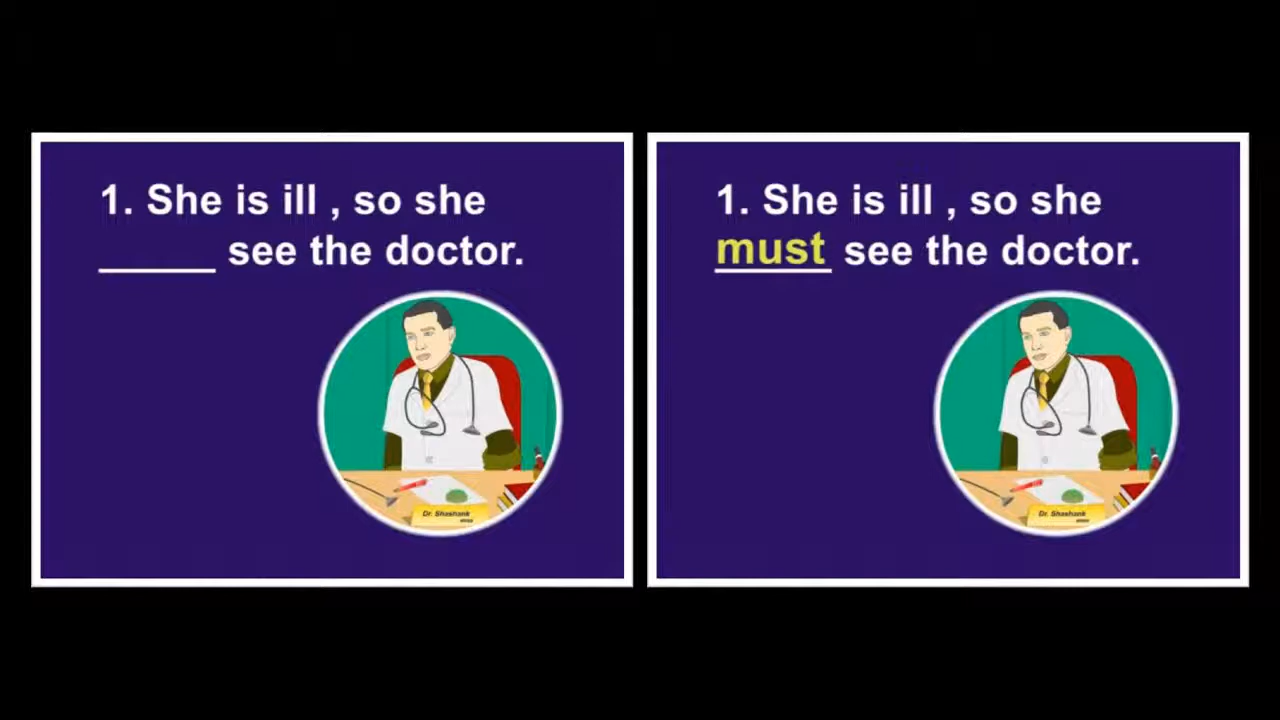 1. She is ill , so she
_____ see the doctor.
Dr. Shashank
1. She is ill , so she
must see the doctor.
Dr. Shashank